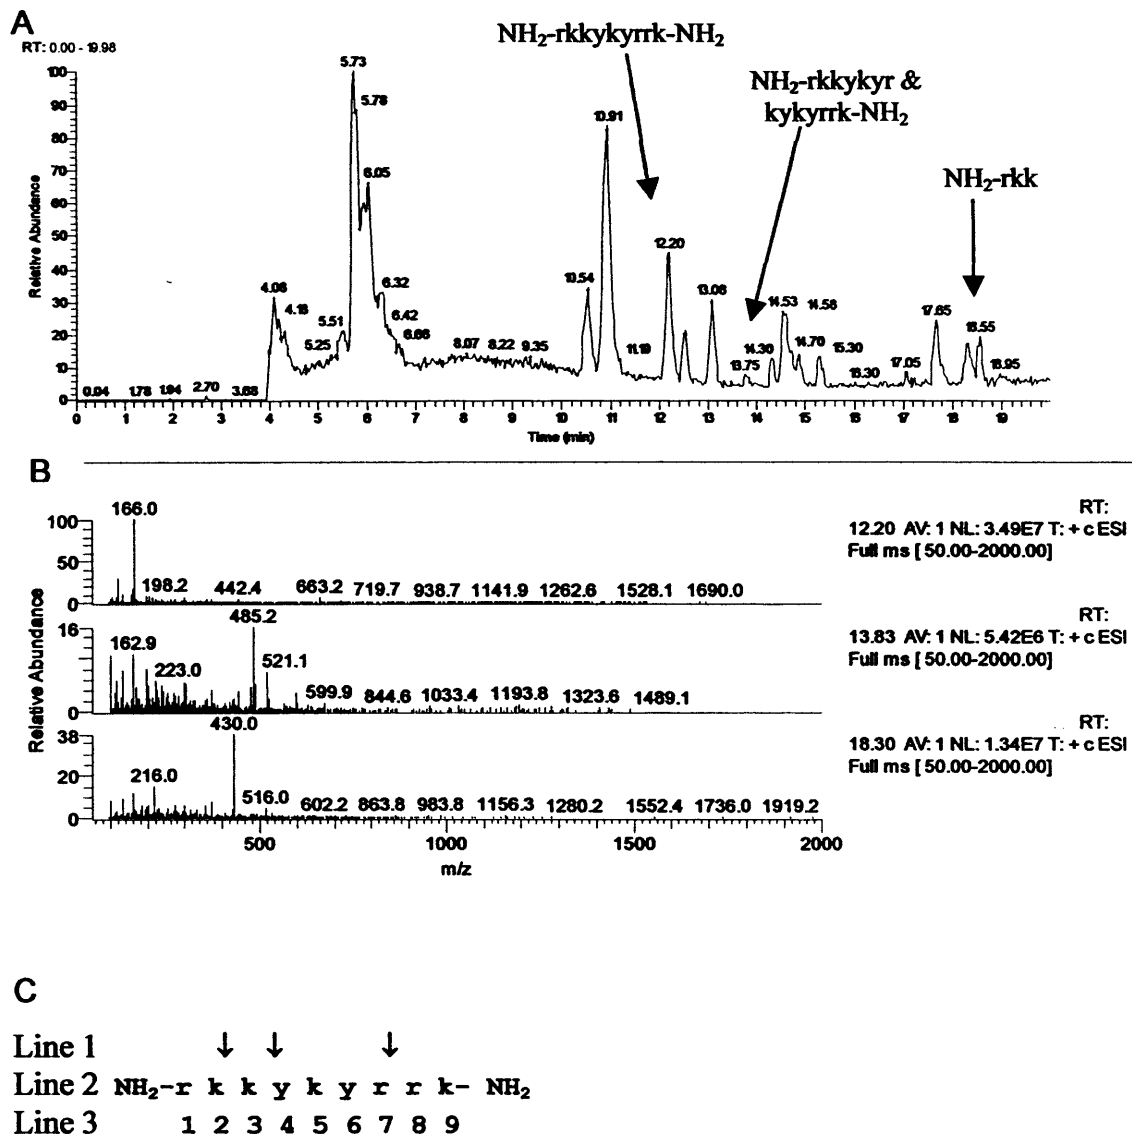 A
RT: 0.00 - 19.98
NH2-rkkykyrrk-NH2
NH2-rkkykyr &
kykyrrk-NH2
NH2-rkk
Relative Abundance
100
90
80
70
60
50
40
30
20
10
0
5.73
5.78
6.05
4.08
4.18
5.25
5.51
6.32
6.42
6.66
8.07
8.22
9.35
10.54
10.91
11.19
12.20
13.08
13.75
14.30
14.53
14.58
14.70
15.30
16.30
17.05
17.65
18.55
18.95
0.04
1.78
1.94
2.70
3.68
0 1 2 3 4 5 6 7 8 9 10 11 12 13 14 15 16 17 18 19
Time (min)
B
Relative Abundance
100
50
0
166.0
198.2 442.4 663.2 719.7 938.7 1141.9 1262.6 1528.1 1690.0
RT:
12.20 AV: 1 NL: 3.49E7 T: + c ESI
Full ms [ 50.00-2000.00]
16
0
485.2
162.9
223.0
521.1
599.9 844.6 1033.4 1193.8 1323.6 1489.1
RT:
13.83 AV: 1 NL: 5.42E6 T: + c ESI
Full ms [ 50.00-2000.00]
38
20
0
430.0
216.0
516.0 602.2 863.8 983.8 1156.3 1280.2 1552.4 1736.0 1919.2
RT:
18.30 AV: 1 NL: 1.34E7 T: + c ESI
Full ms [ 50.00-2000.00]
500 1000 1500 2000
m/z
C
Line 1 ↓ ↓ ↓
Line 2 NH2-r k k y k y r r k- NH2
Line 3 1 2 3 4 5 6 7 8 9